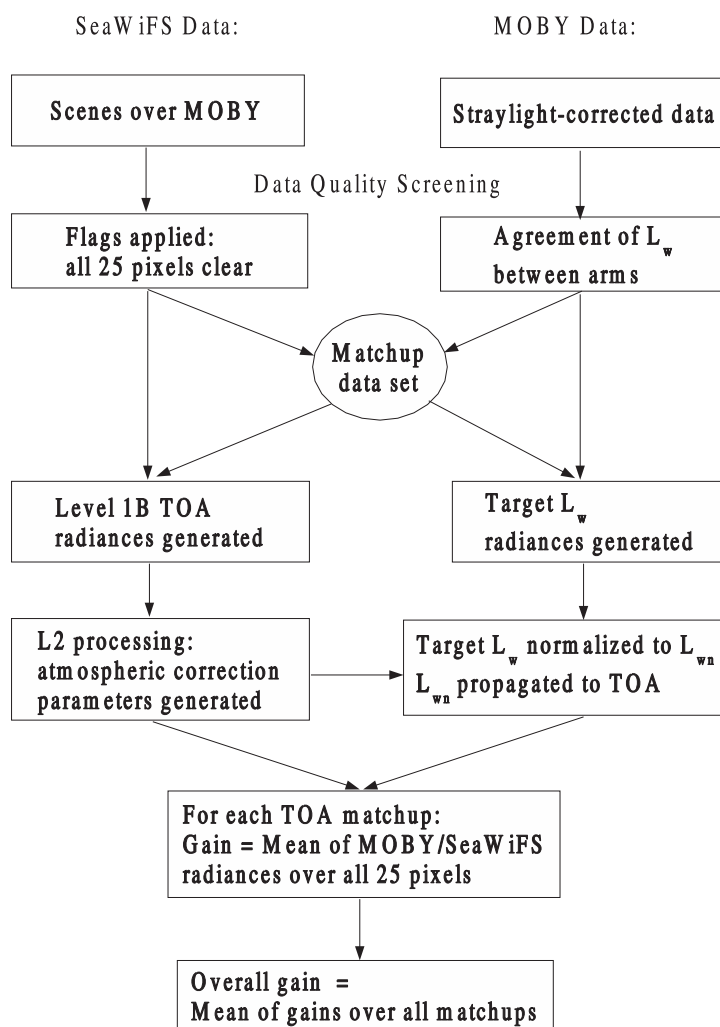 SeaWiFS Data:
MOBY Data:
Scenes over MOBY
Straylight-corrected data
Data Quality Screening
Flags applied:
all 25 pixels clear
Agreement of Lw
between arms
Matchup
data set
Level 1B TOA
radiances generated
Target Lw
radiances generated
L2 processing:
atmospheric correction
parameters generated
Target Lw normalized to Lwn
Lwn propagated to TOA
For each TOA matchup:
Gain = Mean of MOBY/SeaWiFS
radiances over all 25 pixels
Overall gain =
Mean of gains over all matchups